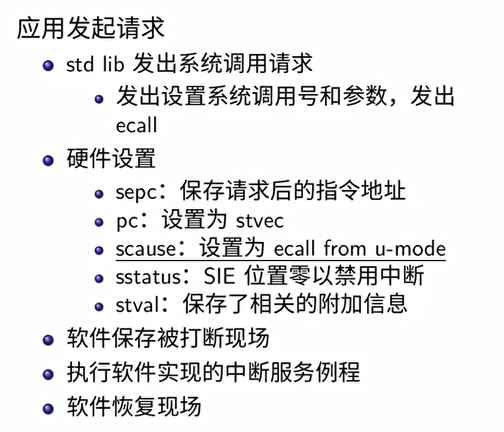 应用发起请求
std lib 发出系统调用请求
发出设置系统调用号和参数，发出
ecall
硬件设置
sepc：保存请求后的指令地址
pc：设置为 stvec
scause：设置为 ecall from u-mode
sstatus：SIE 位置零以禁用中断
stval：保存了相关的附加信息
软件保存被打断现场
执行软件实现的中断服务例程
软件恢复现场